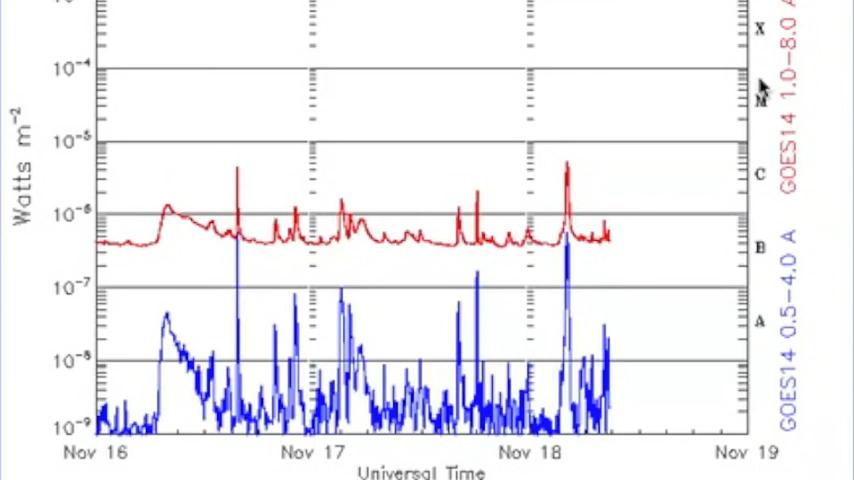 X
10⁻⁴
M
10⁻⁵
C
10⁻⁶
B
10⁻⁷
A
10⁻⁸
10⁻⁹
Watts m⁻²
GOES14 1.0–8.0 A
GOES14 0.5–4.0 A
Nov 16
Nov 17
Nov 18
Nov 19
Universal Time